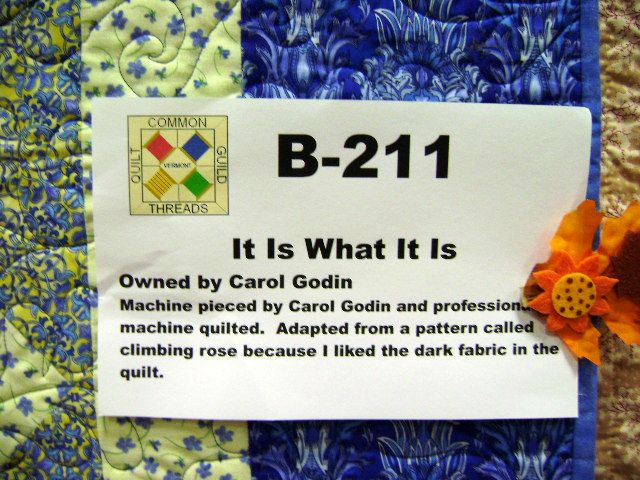 COMMON
QUILT
VERMONT
GUILD
THREADS
B-211
It Is What It Is
Owned by Carol Godin
Machine pieced by Carol Godin and
machine quilted. Adapted from a pattern called
climbing rose because I liked the dark fabric in the
quilt.